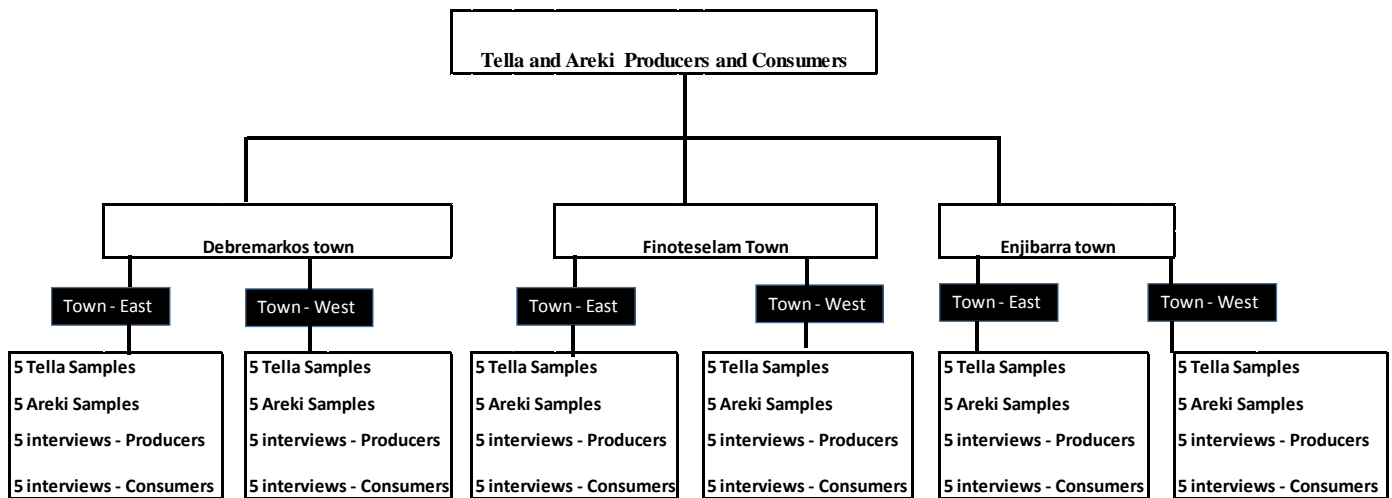 Tella and Areki Producers and Consumers
Debremarkos town
Finoteselam Town
Enjibarra town
Town - East
Town - West
Town - East
Town - West
Town - East
Town - West
5 Tella Samples
5 Areki Samples
5 interviews - Producers
5 interviews - Consumers
5 Tella Samples
5 Areki Samples
5 interviews - Producers
5 interviews - Consumers
5 Tella Samples
5 Areki Samples
5 interviews - Producers
5 interviews - Consumers
5 Tella Samples
5 Areki Samples
5 interviews - Producers
5 interviews - Consumers
5 Tella Samples
5 Areki Samples
5 interviews - Producers
5 interviews - Consumers
5 Tella Samples
5 Areki Samples
5 interviews - Producers
5 interviews - Consumers